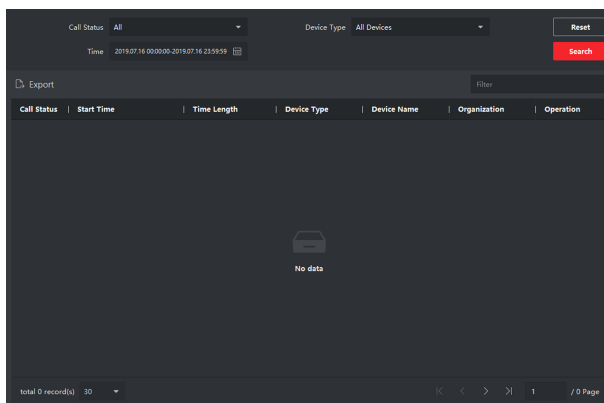 Call Status All Device Type All Devices Reset
Time 2019.07.16 00:00:00-2019.07.16 23:59:59 Search
Export Filter
Call Status | Start Time | Time Length | Device Type | Device Name | Organization | Operation
No data
total 0 record(s) 30 1 / 0 Page